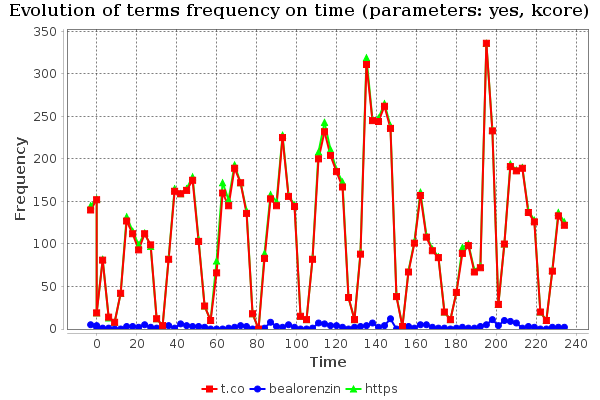 Evolution of terms frequency on time (parameters: yes, kcore)
350
300
250
200
150
100
50
0
Frequency
0 20 40 60 80 100 120 140 160 180 200 220 240
Time
t.co bealorenzin https